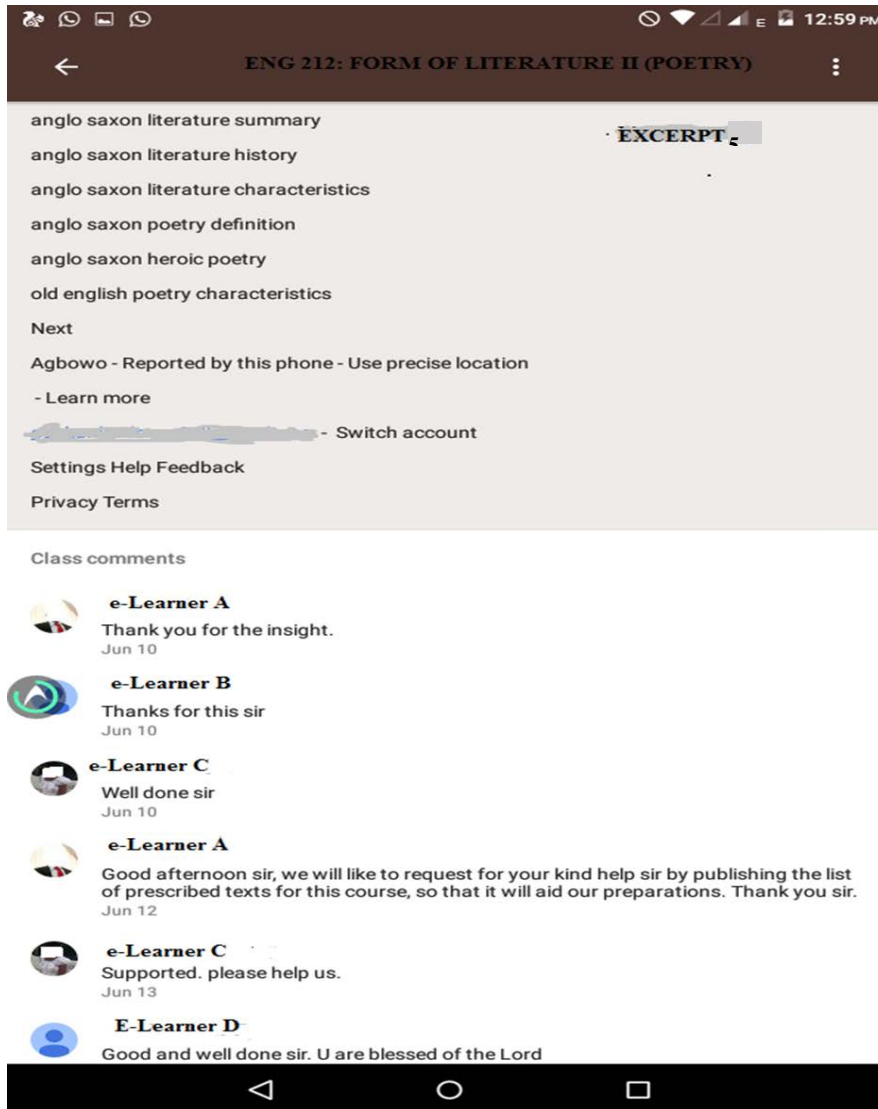 E 12:59 PM
ENG 212: FORM OF LITERATURE II (POETRY)
anglo saxon literature summary
EXCERPT 5
anglo saxon literature history
anglo saxon literature characteristics
anglo saxon poetry definition
anglo saxon heroic poetry
old english poetry characteristics
Next
Agbowo - Reported by this phone - Use precise location
- Learn more
- Switch account
Settings Help Feedback
Privacy Terms
Class comments
e-Learner A
Thank you for the insight.
Jun 10
e-Learner B
Thanks for this sir
Jun 10
e-Learner C
Well done sir
Jun 10
e-Learner A
Good afternoon sir, we will like to request for your kind help sir by publishing the list
of prescribed texts for this course, so that it will aid our preparations. Thank you sir.
Jun 12
e-Learner C
Supported. please help us.
Jun 13
E-Learner D
Good and well done sir. U are blessed of the Lord